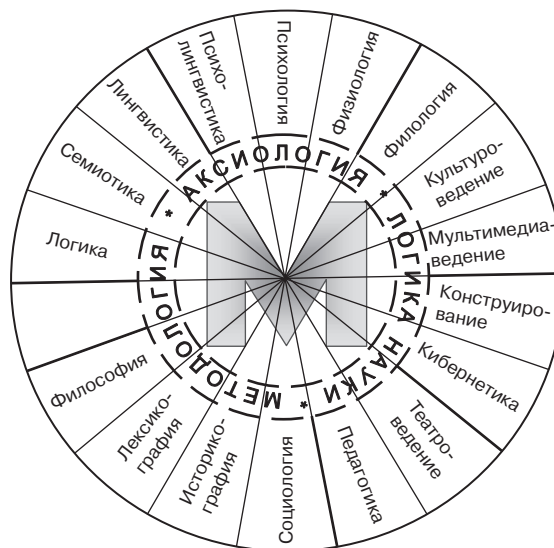 Психо-
лингвистика
Психология
Физиология
Филология
Культуро-
ведение
Мультимедиа-
ведение
Конструиро-
вание
Кибернетика
Театро-
ведение
Педагогика
Социология
Историко-
графия
Лексико-
графия
Философия
Логика
Семиотика
Лингвистика
* АКСИОЛОГИЯ * ЛОГИКА НАУКИ * МЕТОДОЛОГИЯ